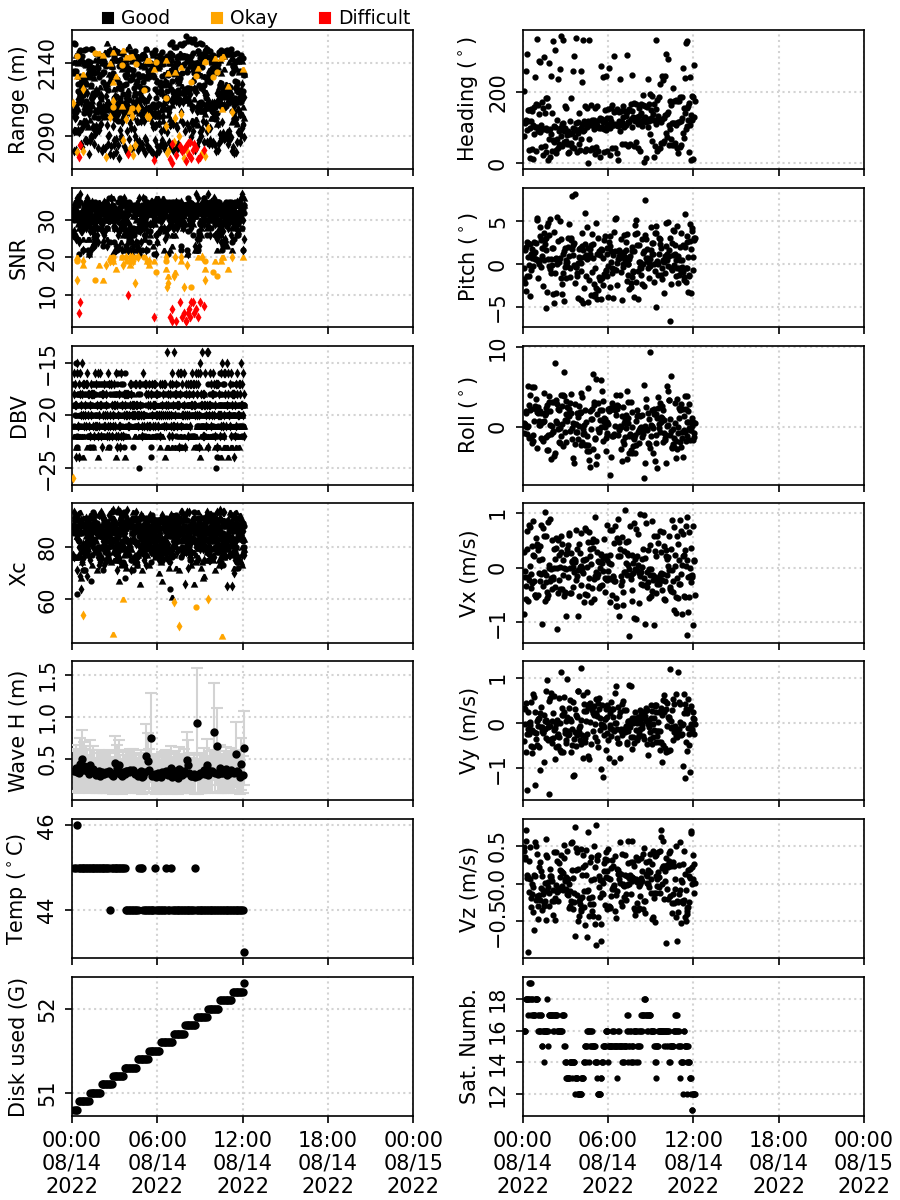 Good Okay Difficult
Range (m)
2140
2090
Heading (°)
200
0
SNR
30
20
10
Pitch (°)
5
0
−5
DBV
−15
−20
−25
Roll (°)
10
0
Xc
80
60
Vx (m/s)
1
0
−1
Wave H (m)
1.5
1.0
0.5
Vy (m/s)
1
0
−1
Temp (°C)
46
44
Vz (m/s)
0.5
0.0
−0.5
Disk used (G)
52
51
Sat. Numb.
18
16
14
12
00:00 06:00 12:00 18:00 00:00
08/14 08/14 08/14 08/14 08/15
2022 2022 2022 2022 2022
00:00 06:00 12:00 18:00 00:00
08/14 08/14 08/14 08/14 08/15
2022 2022 2022 2022 2022